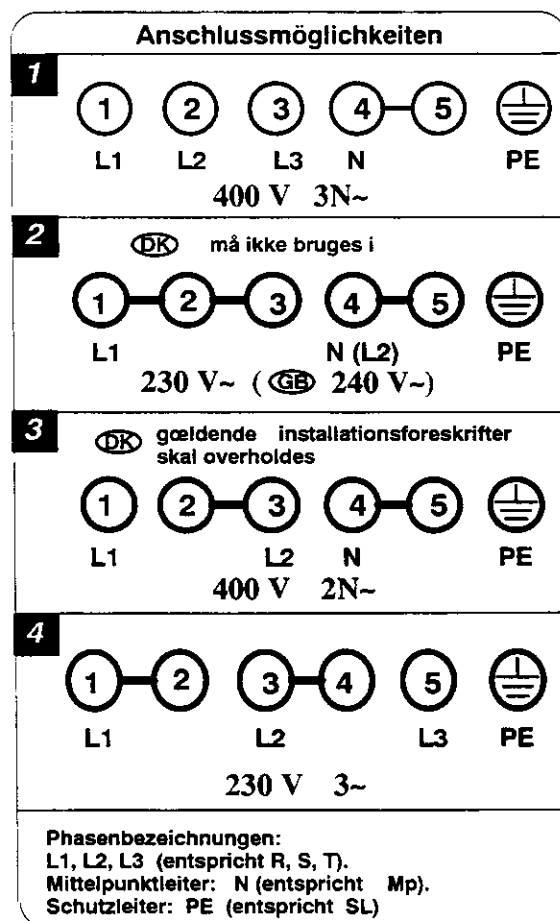 Anschlussmöglichkeiten
1
1 2 3 4 5
L1 L2 L3 N PE
400 V 3N~
2
DK må ikke bruges i
1 2 3 4 5
L1 N (L2) PE
230 V~ ( GB 240 V~)
3
DK gœldende installationsforeskrifter
skal overholdes
1 2 3 4 5
L1 L2 N PE
400 V 2N~
4
1 2 3 4 5
L1 L2 L3 PE
230 V 3~
Phasenbezeichnungen:
L1, L2, L3 (entspricht R, S, T).
Mittelpunktleiter: N (entspricht Mp).
Schutzleiter: PE (entspricht SL)